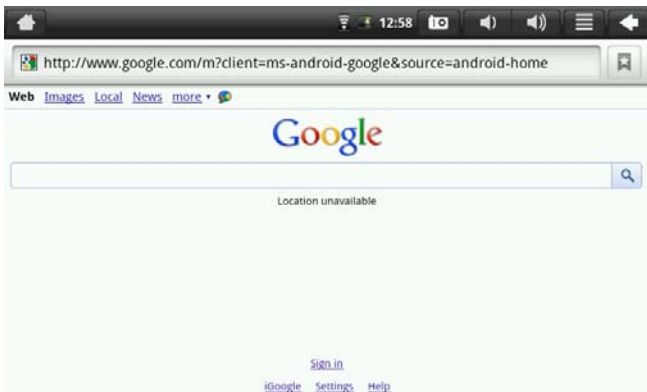 12:58
http://www.google.com/m?client=ms-android-google&source=android-home
Web Images Local News more
Google
Location unavailable
Sign in
iGoogle Settings Help